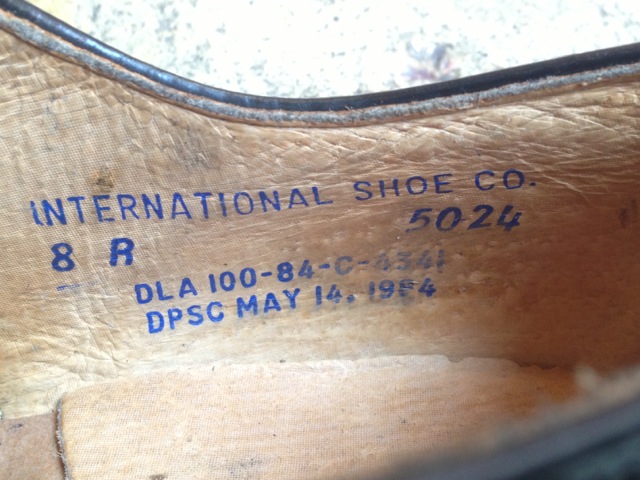 INTERNATIONAL SHOE CO.
8 R 5024
DLA 100-84-C-4341
DPSC MAY 14, 1984